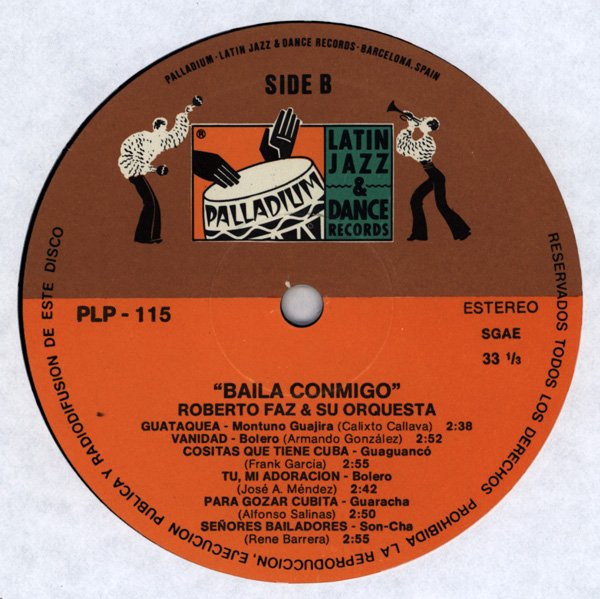 PALLADIUM - LATIN JAZZ & DANCE RECORDS - BARCELONA, SPAIN
SIDE B
®
PALLADIUM
LATIN
JAZZ
&
DANCE
RECORDS
PLP - 115
ESTEREO
SGAE
33 1/3
"BAILA CONMIGO"
ROBERTO FAZ & SU ORQUESTA
GUATAQUEA - Montuno Guajira (Calixto Callava) 2:38
VANIDAD - Bolero (Armando González) 2:52
COSITAS QUE TIENE CUBA - Guaguancó
(Frank García) 2:55
TU, MI ADORACION - Bolero
(José A. Méndez) 2:42
PARA GOZAR CUBITA - Guaracha
(Alfonso Salinas) 2:50
SEÑORES BAILADORES - Son-Cha
(Rene Barrera) 2:55
RESERVADOS TODOS LOS DERECHOS PROHIBIDA LA REPRODUCCION, EJECUCION PUBLICA Y RADIODIFUSION DE ESTE DISCO